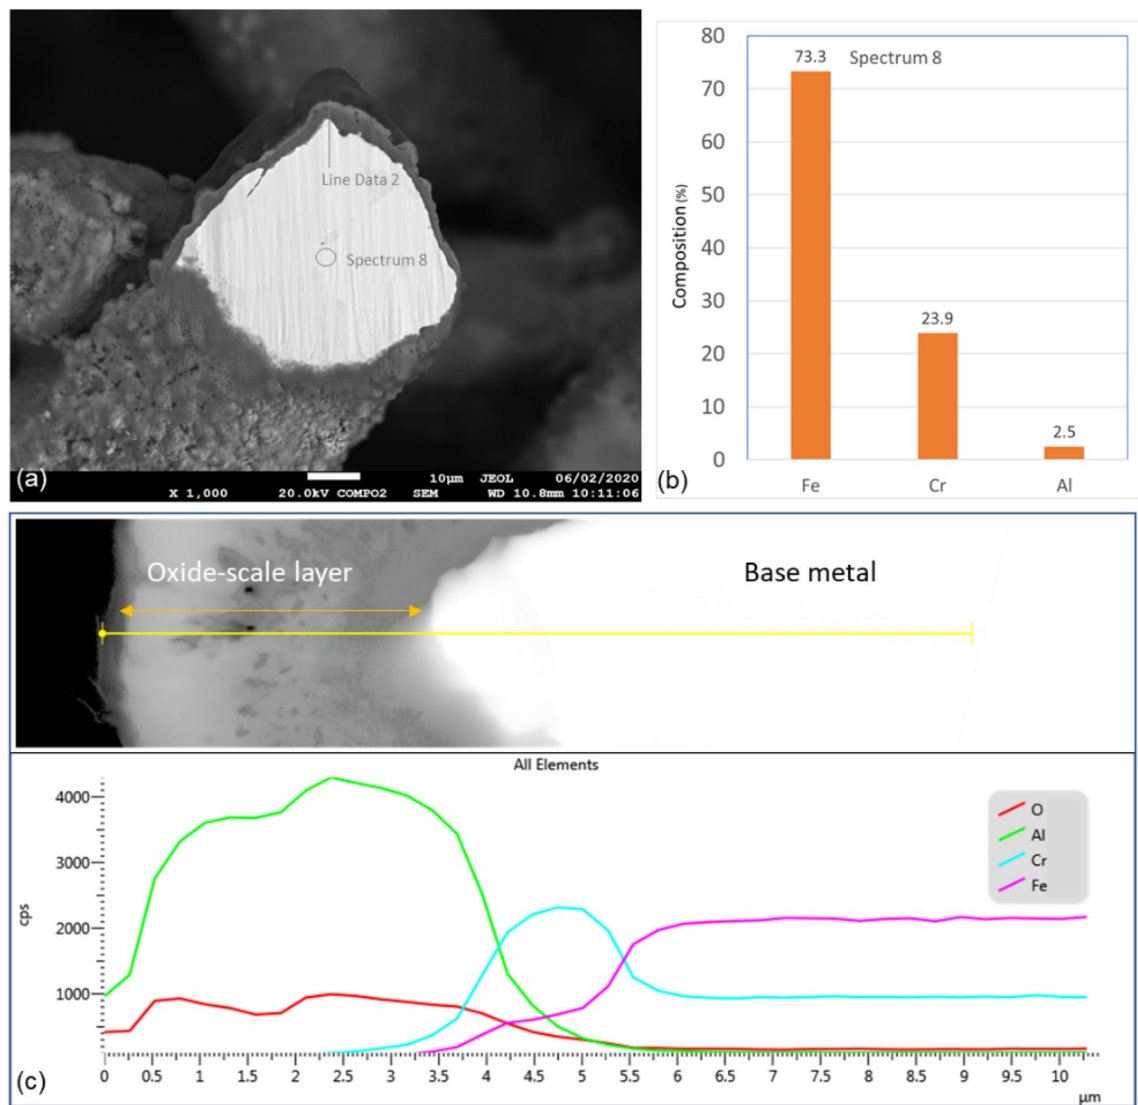 Line Data 2
Spectrum 8
(a)
10µm JEOL 06/02/2020
X 1,000 20.0kV COMPO2 SEM WD 10.8mm 10:11:06
Spectrum 8
Composition (%)
80
70
60
50
40
30
20
10
0
73.3
23.9
2.5
Fe Cr Al
(b)
Oxide-scale layer
Base metal
All Elements
cps
4000
3000
2000
1000
O
Al
Cr
Fe
0 0.5 1 1.5 2 2.5 3 3.5 4 4.5 5 5.5 6 6.5 7 7.5 8 8.5 9 9.5 10
µm
(c)